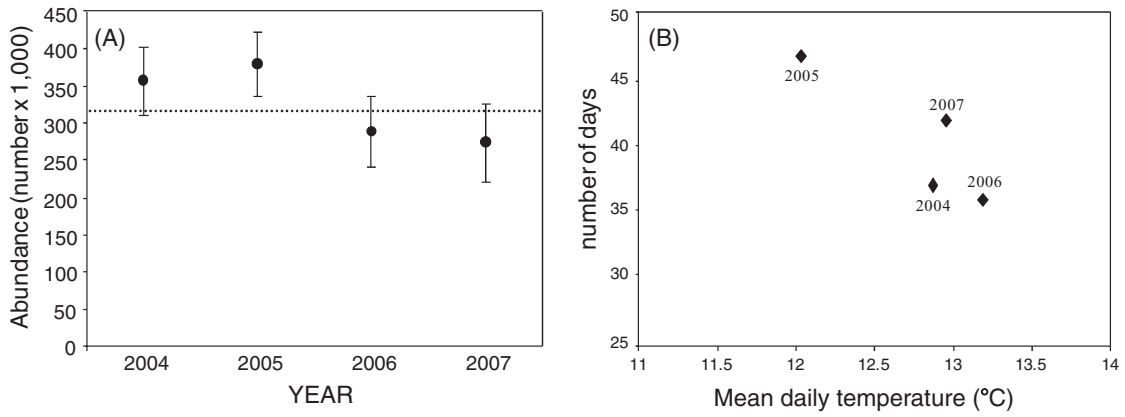 (A)
Abundance (number x 1,000)
450
400
350
300
250
200
150
100
50
0
2004 2005 2006 2007
YEAR
(B)
number of days
50
45
40
35
30
25
2005
2007
2004
2006
11 11.5 12 12.5 13 13.5 14
Mean daily temperature (°C)